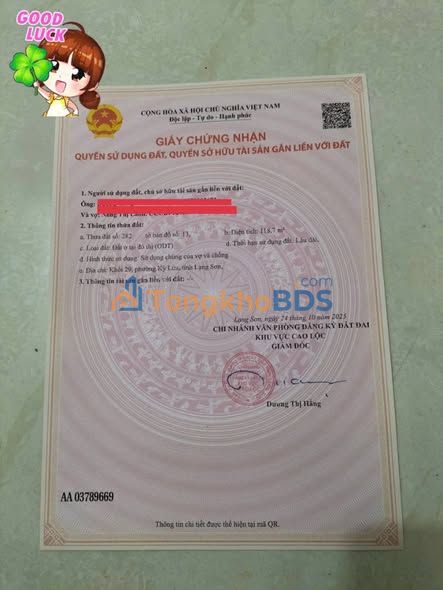 GOOD LUCK
CỘNG HÒA XÃ HỘI CHỦ NGHĨA VIỆT NAM
Độc lập - Tự do - Hạnh phúc
GIẤY CHỨNG NHẬN
QUYỀN SỬ DỤNG ĐẤT, QUYỀN SỞ HỮU TÀI SẢN GẮN LIỀN VỚI ĐẤT
1. Người sử dụng đất, chủ sở hữu tài sản gắn liền với đất:
Ông:
Và vợ:
2. Thông tin thửa đất:
a. Thửa đất số: 282 tờ bản đồ số: 13, b. Diện tích: 118.7 m²
c. Loại đất: Đất ở tại đô thị (ODT) d. Thời hạn sử dụng đất: Lâu dài,
đ. Hình thức sử dụng: Sử dụng chung của vợ và chồng
e. Địa chỉ: Khối 29, phường Kỳ Lừa, tỉnh Lạng Sơn,
3. Thông tin tài sản gắn liền với đất: -/-
TongkhoBDS
.com
Lạng Sơn, ngày 24 tháng 10 năm 2025
CHI NHÁNH VĂN PHÒNG ĐĂNG KÝ ĐẤT ĐAI
KHU VỰC CAO LỘC
GIÁM ĐỐC
Dương Thị Hằng
AA 03789669
Thông tin chi tiết được thể hiện tại mã QR.